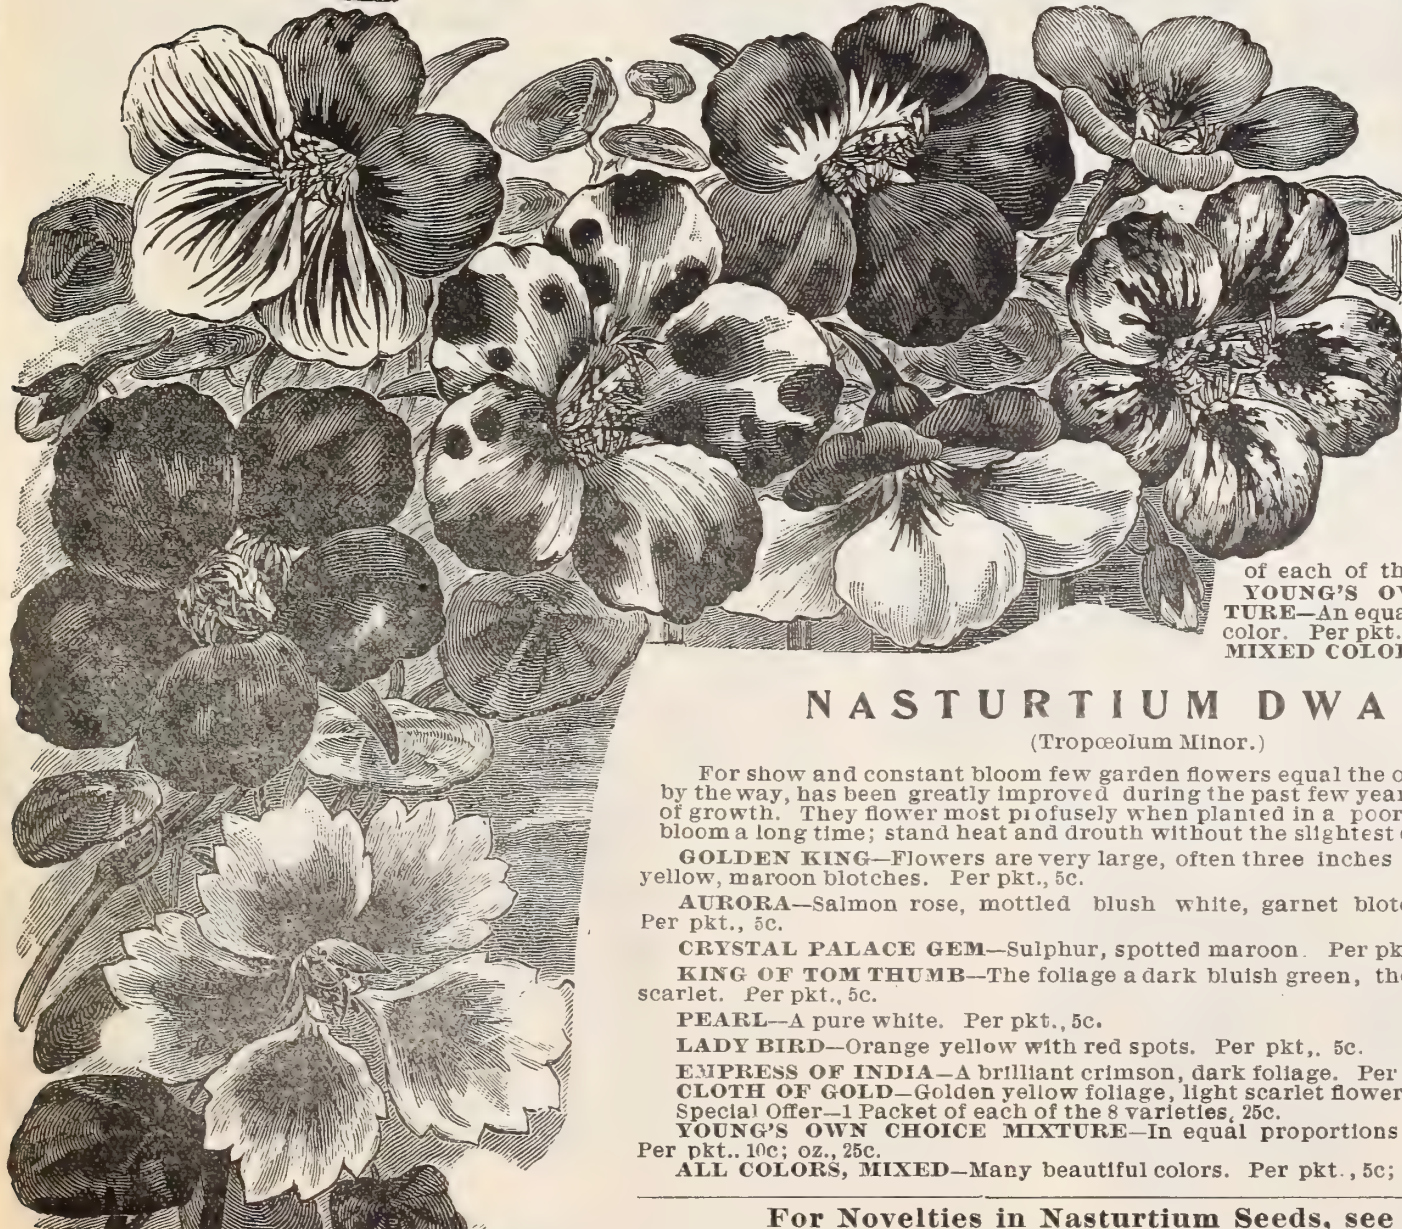 of each of th
YOUNG'S OV
TURE—An equa
color. Per pkt.
MIXED COLOI
NASTURTIUM DWA
(Tropœolum Minor.)
For show and constant bloom few garden flowers equal the o
by the way, has been greatly improved during the past few year
of growth. They flower most profusely when planted in a poor
bloom a long time; stand heat and drouth without the slightest
GOLDEN KING—Flowers are very large, often three inches
yellow, maroon blotches. Per pkt., 5c.
AURORA—Salmon rose, mottled blush white, garnet blot
Per pkt., 5c.
CRYSTAL PALACE GEM—Sulphur, spotted maroon. Per pk
KING OF TOM THUMB—The foliage a dark bluish green, th
scarlet. Per pkt., 5c.
PEARL—A pure white. Per pkt., 5c.
LADY BIRD—Orange yellow with red spots. Per pkt,. 5c.
EMPRESS OF INDIA—A brilliant crimson, dark foliage. Per
CLOTH OF GOLD—Golden yellow foliage, light scarlet flower
Special Offer—1 Packet of each of the 8 varieties, 25c.
YOUNG'S OWN CHOICE MIXTURE—In equal proportions
Per pkt.. 10c; oz., 25c.
ALL COLORS, MIXED—Many beautiful colors. Per pkt., 5c;
For Novelties in Nasturtium Seeds, see